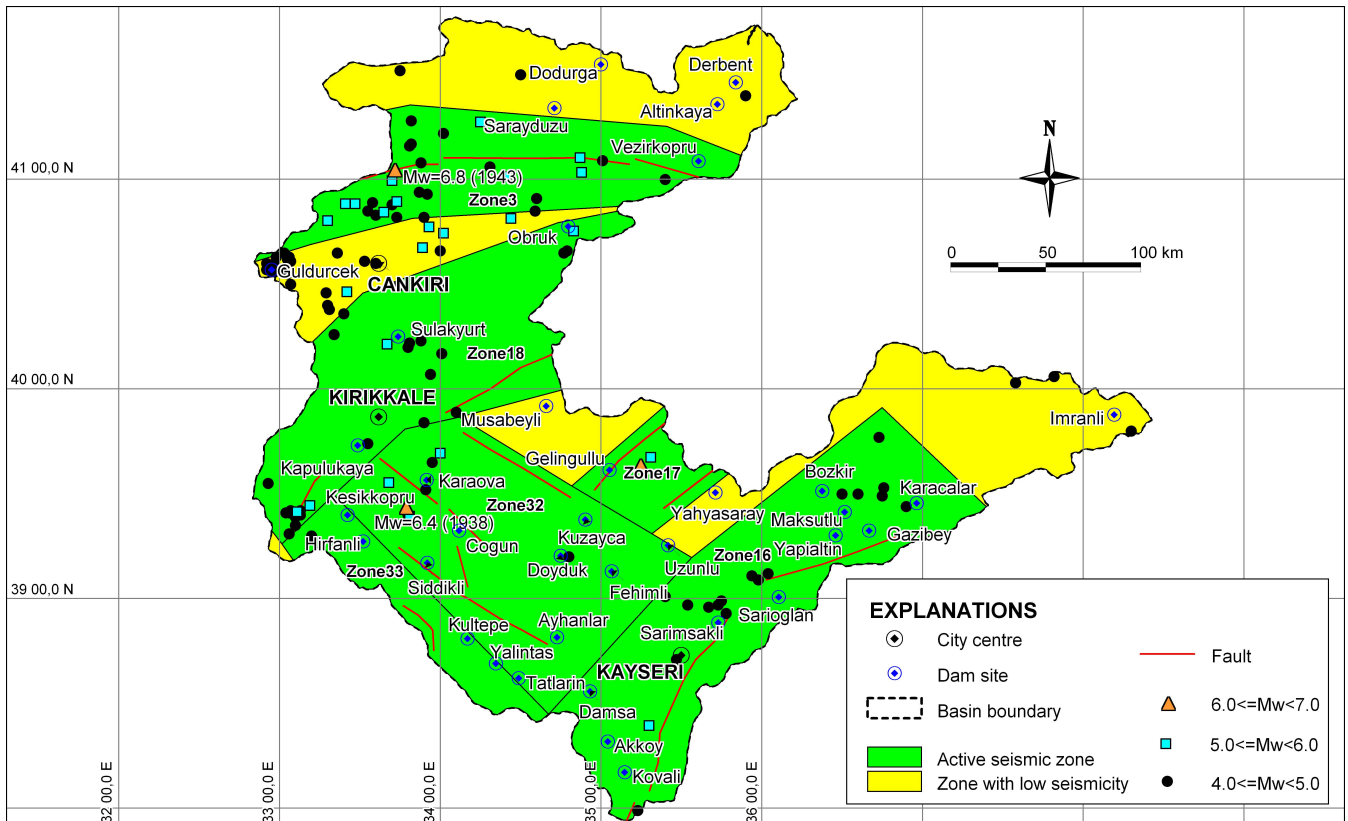 Dodurga
Derbent
Altinkaya
Sarayduzu
Vezirkopru
N
41 00,0 N
Mw=6.8 (1943)
Zone3
Obruk
0 50 100 km
Guldurcek
CANKIRI
Sulakyurt
Zone18
40 00,0 N
KIRIKKALE
Musabeyli
Imranli
Gelingullu
Zone17
Kapulukaya
Karaova
Bozkir
Karacalar
Kesikkopru
Zone32
Yahyasaray
Maksutlu
Mw=6.4 (1938)
Kuzayca
Gazibey
Hirfanli
Cogun
Zone16
Yapialtin
Zone33
Doyduk
Uzunlu
Siddikli
39 00,0 N
Fehimli
Kultepe
Ayhanlar
Sarimsakli
Sarioglan
Yalintas
KAYSERI
Tatlarin
Damsa
Akkoy
Kovali
32 00,0 E
33 00,0 E
34 00,0 E
35 00,0 E
36 00,0 E
EXPLANATIONS
City centre
Dam site
Basin boundary
Active seismic zone
Zone with low seismicity
Fault
6.0<=Mw<7.0
5.0<=Mw<6.0
4.0<=Mw<5.0